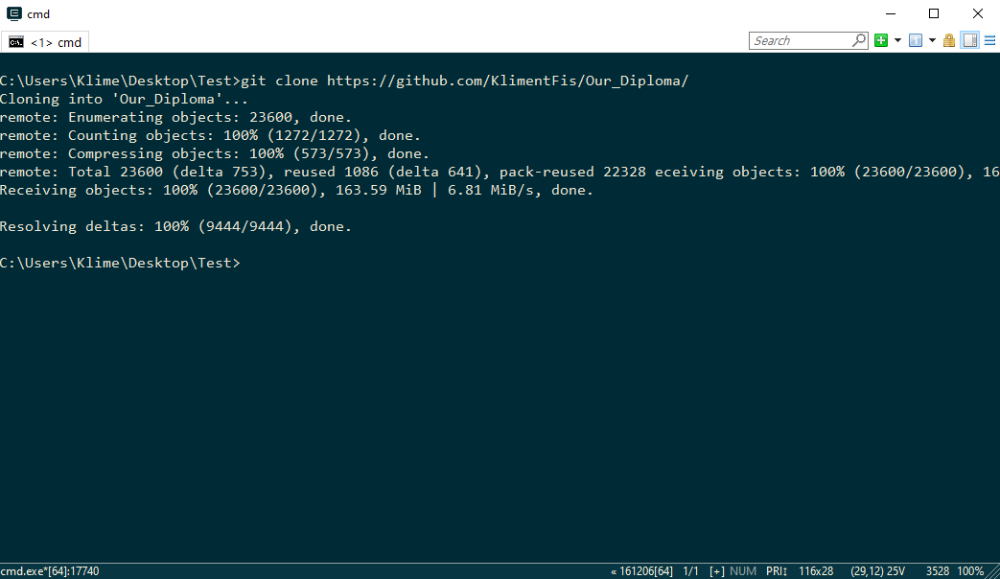 cmd
<1> cmd
Search
C:\Users\Klime\Desktop\Test>git clone https://github.com/KlimentFis/Our_Diploma/
Cloning into 'Our_Diploma'...
remote: Enumerating objects: 23600, done.
remote: Counting objects: 100% (1272/1272), done.
remote: Compressing objects: 100% (573/573), done.
remote: Total 23600 (delta 753), reused 1086 (delta 641), pack-reused 22328 eceiving objects: 100% (23600/23600), 16
Receiving objects: 100% (23600/23600), 163.59 MiB | 6.81 MiB/s, done.
Resolving deltas: 100% (9444/9444), done.
C:\Users\Klime\Desktop\Test>
cmd.exe*[64]:17740 « 161206[64] 1/1 [+] NUM PRI↕ 116x28 (29,12) 25V 3528 100%